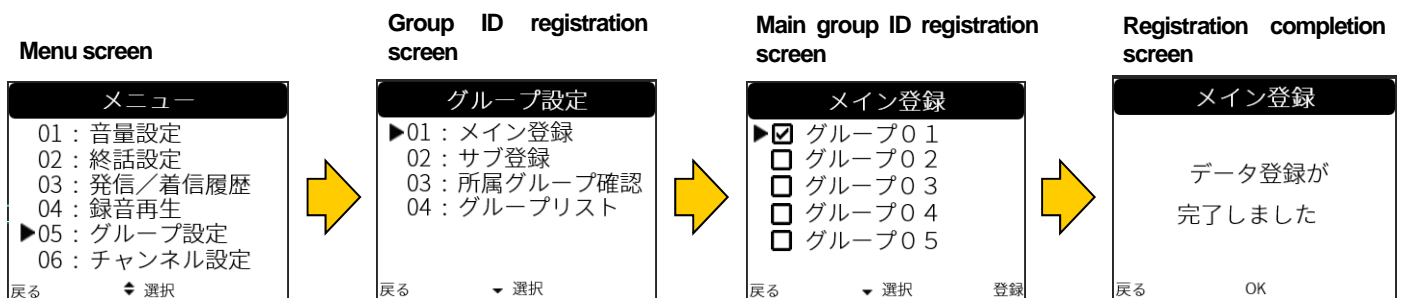 Menu screen
メニュー
01：音量設定
02：終話設定
03：発信／着信履歴
04：録音再生
▶05：グループ設定
06：チャンネル設定
戻る ♦ 選択
Group ID registration
screen
グループ設定
▶01：メイン登録
02：サブ登録
03：所属グループ確認
04：グループリスト
戻る ▼ 選択
Main group ID registration
screen
メイン登録
▶☑ グループ０１
☐ グループ０２
☐ グループ０３
☐ グループ０４
☐ グループ０５
戻る ▼ 選択 登録
Registration completion
screen
メイン登録
データ登録が
完了しました
戻る OK